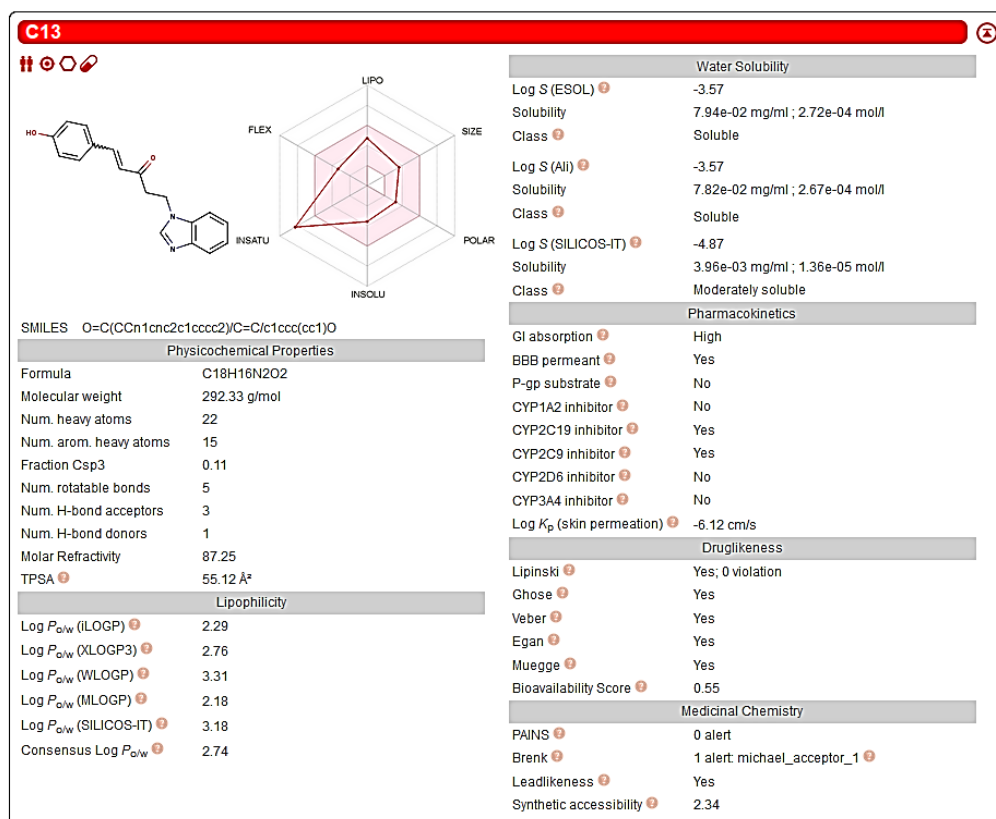 C13
LIPO
FLEX
SIZE
INSATU
POLAR
INSOLU
HO
O
N
N
SMILES O=C(CCn1cnc2c1cccc2)/C=C/c1ccc(cc1)O
Physicochemical Properties
Formula C18H16N2O2
Molecular weight 292.33 g/mol
Num. heavy atoms 22
Num. arom. heavy atoms 15
Fraction Csp3 0.11
Num. rotatable bonds 5
Num. H-bond acceptors 3
Num. H-bond donors 1
Molar Refractivity 87.25
TPSA ? 55.12 Å²
Lipophilicity
Log Po/w (iLOGP) ? 2.29
Log Po/w (XLOGP3) ? 2.76
Log Po/w (WLOGP) ? 3.31
Log Po/w (MLOGP) ? 2.18
Log Po/w (SILICOS-IT) ? 3.18
Consensus Log Po/w ? 2.74
Water Solubility
Log S (ESOL) ? -3.57
Solubility 7.94e-02 mg/ml ; 2.72e-04 mol/l
Class ? Soluble
Log S (Ali) ? -3.57
Solubility 7.82e-02 mg/ml ; 2.67e-04 mol/l
Class ? Soluble
Log S (SILICOS-IT) ? -4.87
Solubility 3.96e-03 mg/ml ; 1.36e-05 mol/l
Class ? Moderately soluble
Pharmacokinetics
GI absorption ? High
BBB permeant ? Yes
P-gp substrate ? No
CYP1A2 inhibitor ? No
CYP2C19 inhibitor ? Yes
CYP2C9 inhibitor ? Yes
CYP2D6 inhibitor ? No
CYP3A4 inhibitor ? No
Log Kp (skin permeation) ? -6.12 cm/s
Druglikeness
Lipinski ? Yes; 0 violation
Ghose ? Yes
Veber ? Yes
Egan ? Yes
Muegge ? Yes
Bioavailability Score ? 0.55
Medicinal Chemistry
PAINS ? 0 alert
Brenk ? 1 alert: michael_acceptor_1 ?
Leadlikeness ? Yes
Synthetic accessibility ? 2.34